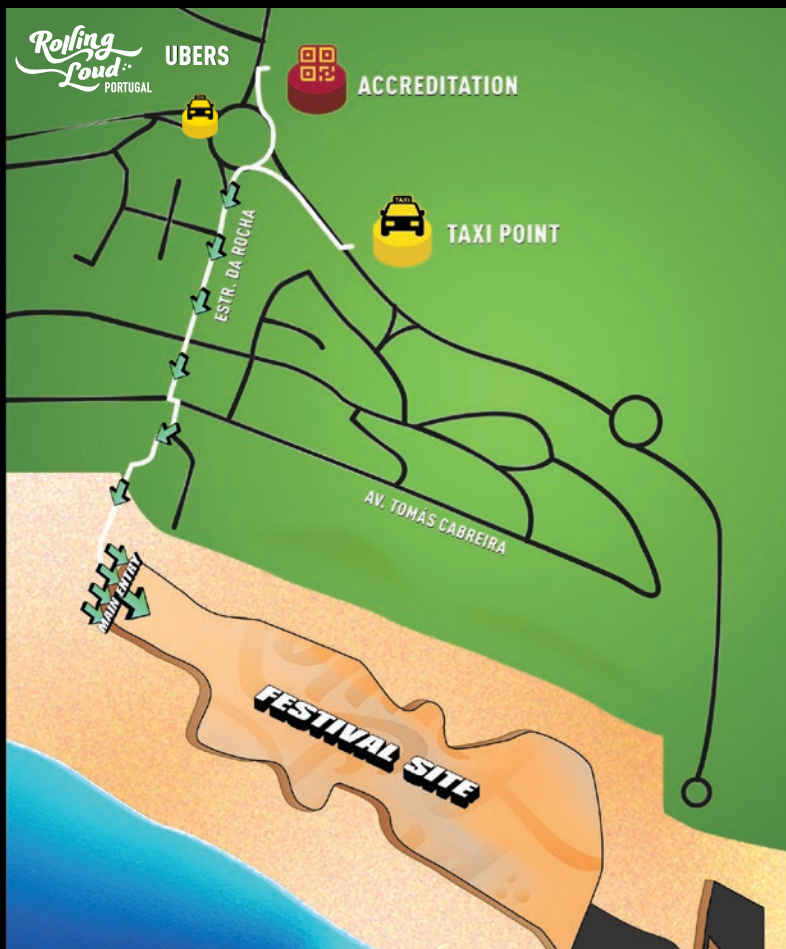 Rolling
Loud
PORTUGAL
UBERS
ACCREDITATION
TAXI
TAXI POINT
ESTR. DA ROCHA
AV. TOMÁS CABREIRA
MAIN ENTRY
FESTIVAL SITE